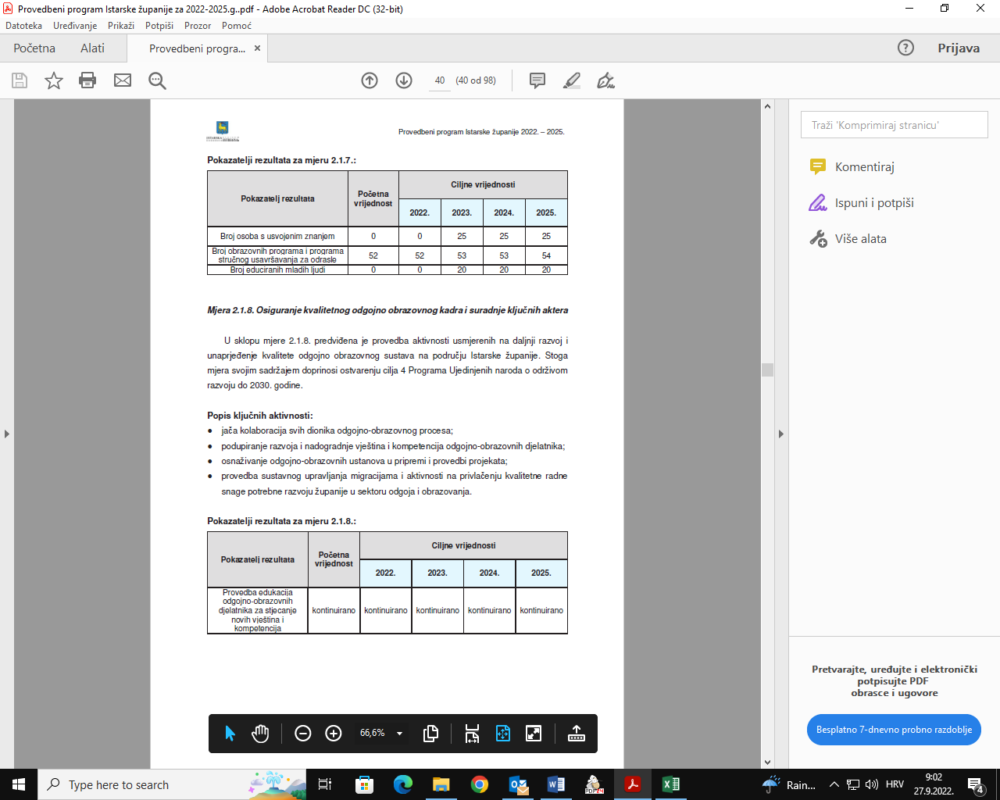 Provedbeni program Istarske županije za 2022-2025.g..pdf - Adobe Acrobat Reader DC (32-bit)
Datoteka Uređivanje Prikaži Potpiši Prozor Pomoć
Početna Alati Provedbeni progra... × Prijava
40 (40 od 98)
Provedbeni program Istarske županije 2022. – 2025.
Pokazatelji rezultata za mjeru 2.1.7.:
Pokazatelj rezultata Početna vrijednost Ciljne vrijednosti
2022. 2023. 2024. 2025.
Broj osoba s usvojenim znanjem 0 0 25 25 25
Broj obrazovnih programa i programa
stručnog usavršavanja za odrasle 52 52 53 53 54
Broj educiranih mladih ljudi 0 0 20 20 20
Mjera 2.1.8. Osiguranje kvalitetnog odgojno obrazovnog kadra i suradnje ključnih aktera
U sklopu mjere 2.1.8. predviđena je provedba aktivnosti usmjerenih na daljnji razvoj i
unaprjeđenje kvalitete odgojno obrazovnog sustava na području Istarske županije. Stoga
mjera svojim sadržajem doprinosi ostvarenju cilja 4 Programa Ujedinjenih naroda o održivom
razvoju do 2030. godine.
Popis ključnih aktivnosti:
● jača kolaboracija svih dionika odgojno-obrazovnog procesa;
● podupiranje razvoja i nadogradnje vještina i kompetencija odgojno-obrazovnih djelatnika;
● osnaživanje odgojno-obrazovnih ustanova u pripremi i provedbi projekata;
● provedba sustavnog upravljanja migracijama i aktivnosti na privlačenju kvalitetne radne
snage potrebne razvoju županije u sektoru odgoja i obrazovanja.
Pokazatelji rezultata za mjeru 2.1.8.:
Pokazatelj rezultata Početna vrijednost Ciljne vrijednosti
2022. 2023. 2024. 2025.
Provedba edukacija
odgojno-obrazovnih
djelatnika za stjecanje kontinuirano kontinuirano kontinuirano kontinuirano kontinuirano
novih vještina i
kompetencija
66,6%
Traži 'Komprimiraj stranicu'
Komentiraj
Ispuni i potpiši
Više alata
Pretvarajte, uređujte i elektronički
potpisujte PDF
obrasce i ugovore
Besplatno 7-dnevno probno razdoblje
Type here to search
Rain... HRV 9:02
27.9.2022. 4